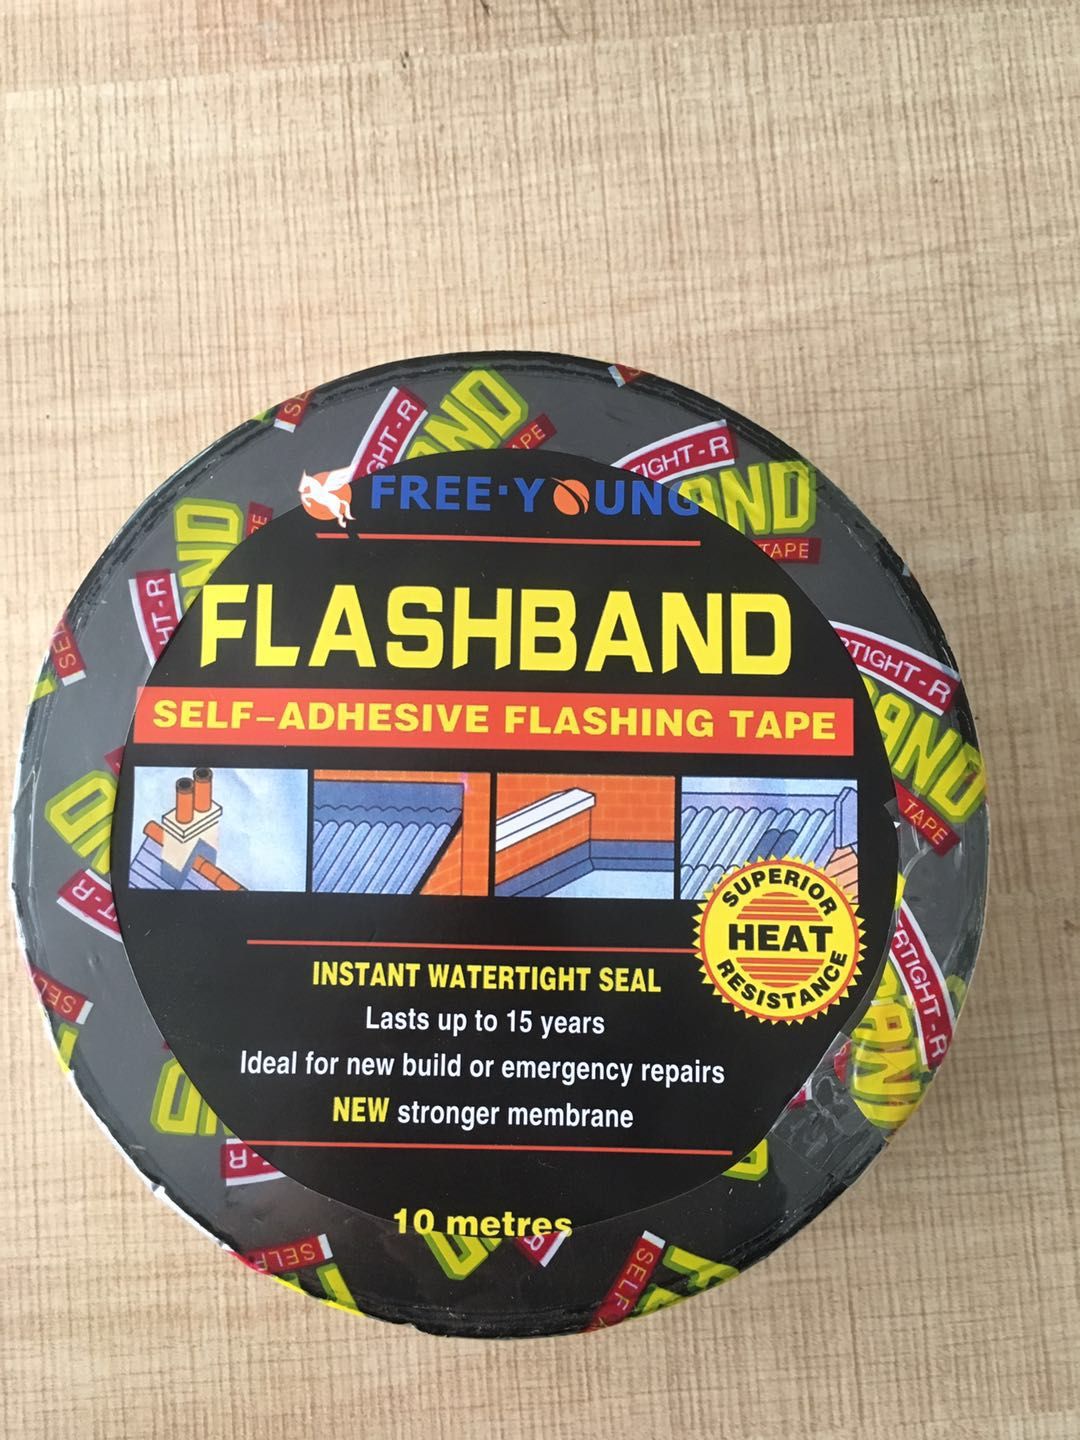 FREE·YOUNG
FLASHBAND
SELF-ADHESIVE FLASHING TAPE
SUPERIOR
HEAT
RESISTANCE
INSTANT WATERTIGHT SEAL
Lasts up to 15 years
Ideal for new build or emergency repairs
NEW stronger membrane
10 metres